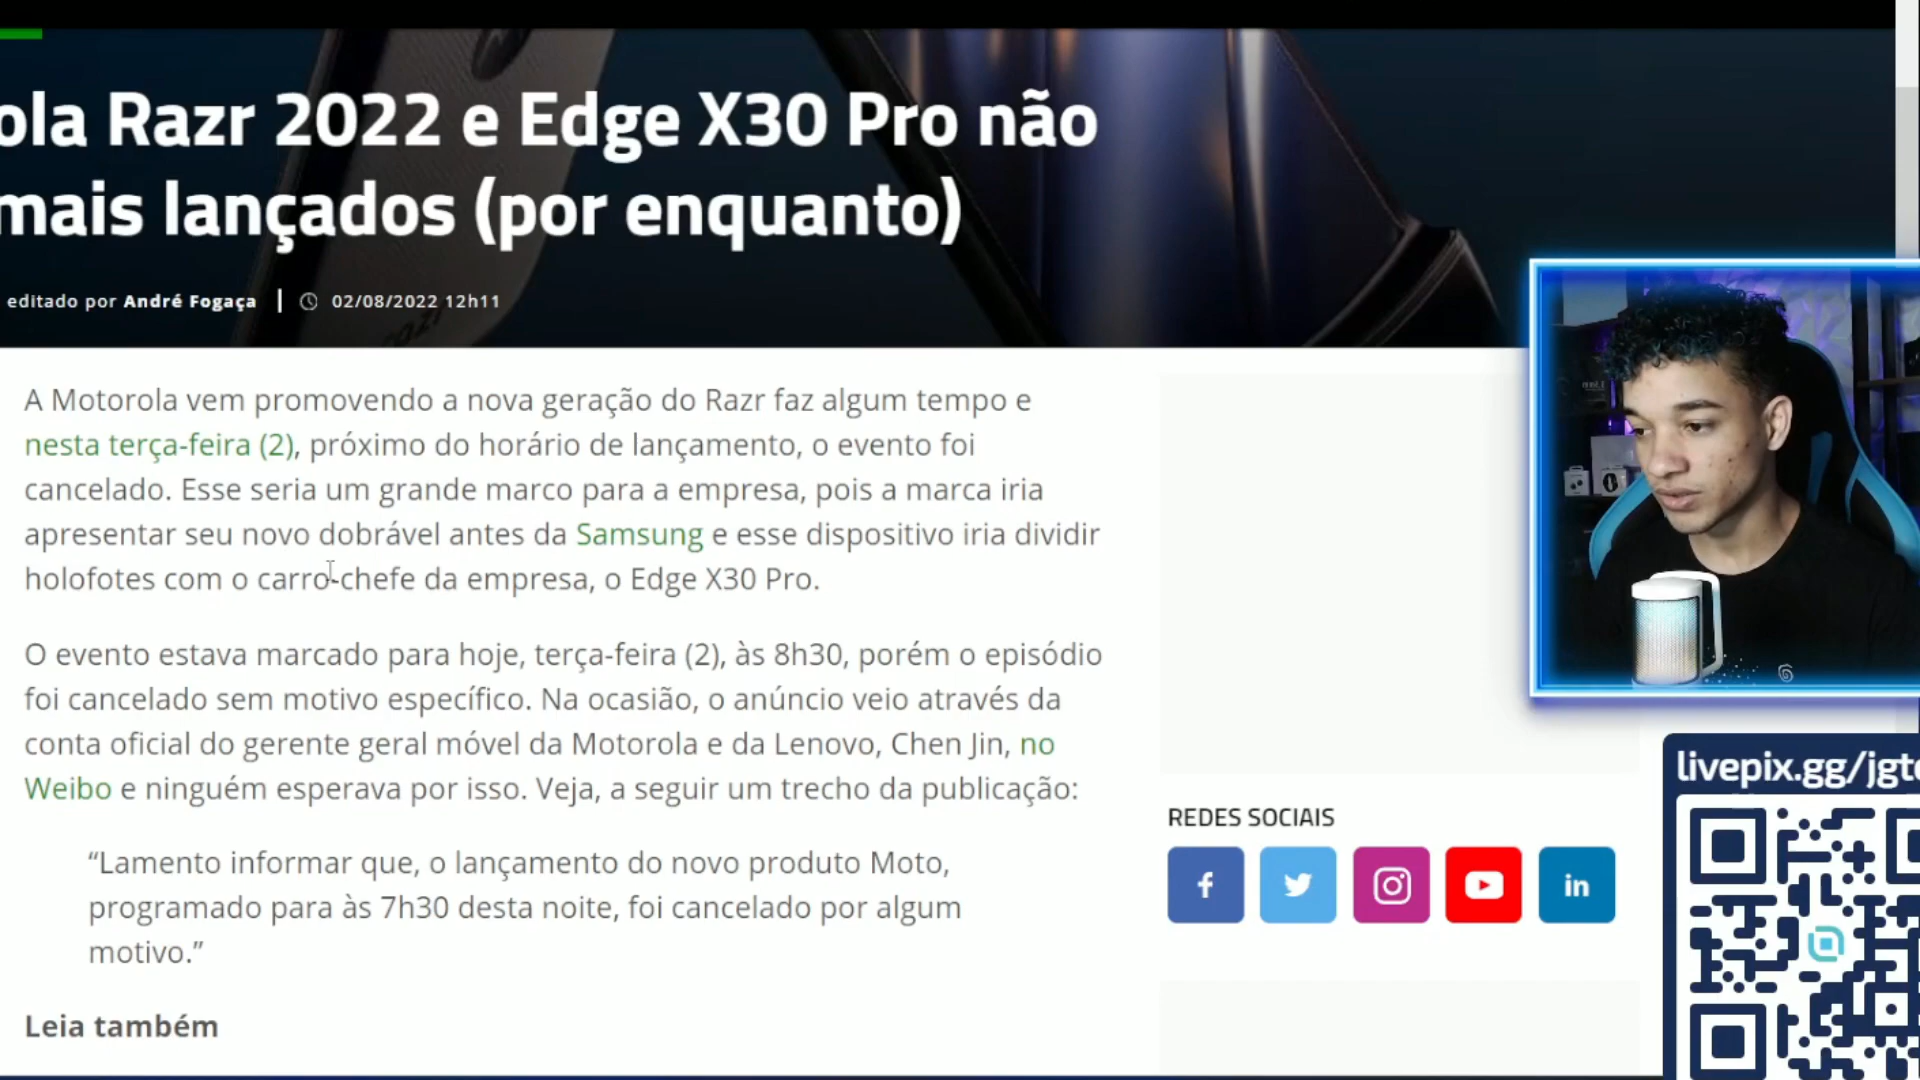 ola Razr 2022 e Edge X30 Pro não
mais lançados (por enquanto)
editado por André Fogaça | 02/08/2022 12h11
A Motorola vem promovendo a nova geração do Razr faz algum tempo e
nesta terça-feira (2), próximo do horário de lançamento, o evento foi
cancelado. Esse seria um grande marco para a empresa, pois a marca iria
apresentar seu novo dobrável antes da Samsung e esse dispositivo iria dividir
holofotes com o carro-chefe da empresa, o Edge X30 Pro.
O evento estava marcado para hoje, terça-feira (2), às 8h30, porém o episódio
foi cancelado sem motivo específico. Na ocasião, o anúncio veio através da
conta oficial do gerente geral móvel da Motorola e da Lenovo, Chen Jin, no
Weibo e ninguém esperava por isso. Veja, a seguir um trecho da publicação:
“Lamento informar que, o lançamento do novo produto Moto,
programado para às 7h30 desta noite, foi cancelado por algum
motivo.”
Leia também
REDES SOCIAIS
f
in
livepix.gg/jgt